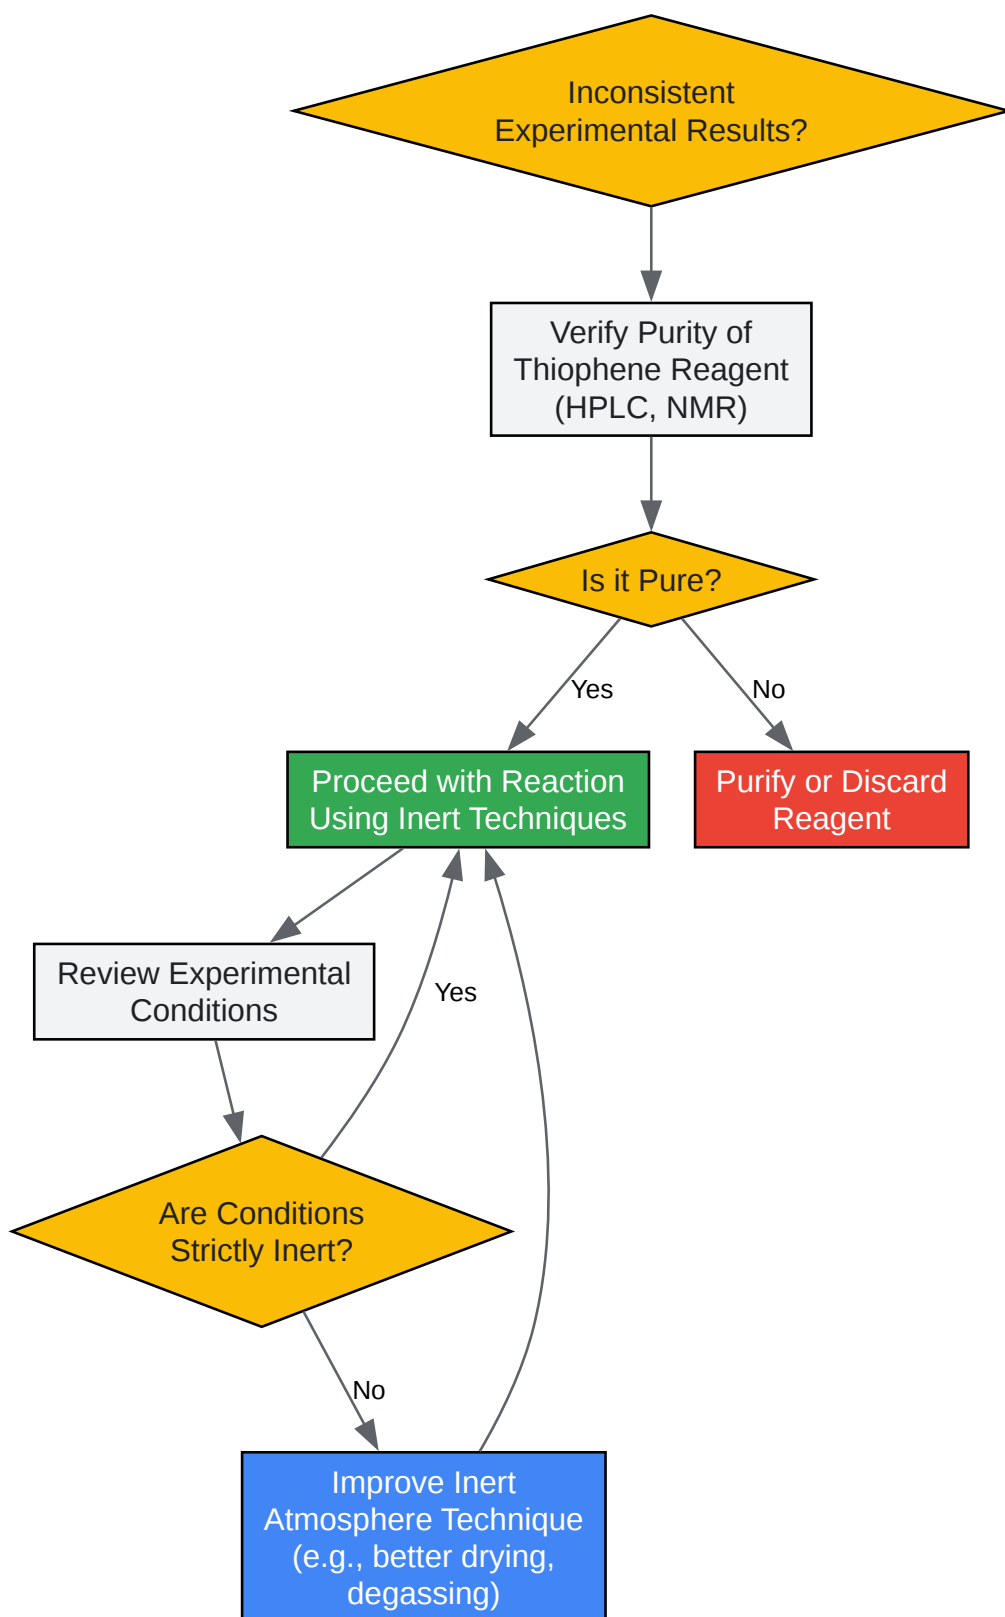 Inconsistent
Experimental Results?
Verify Purity of
Thiophene Reagent
(HPLC, NMR)
Is it Pure?
Yes
No
Proceed with Reaction
Using Inert Techniques
Purify or Discard
Reagent
Review Experimental
Conditions
Yes
Are Conditions
Strictly Inert?
No
Improve Inert
Atmosphere Technique
(e.g., better drying,
degassing)